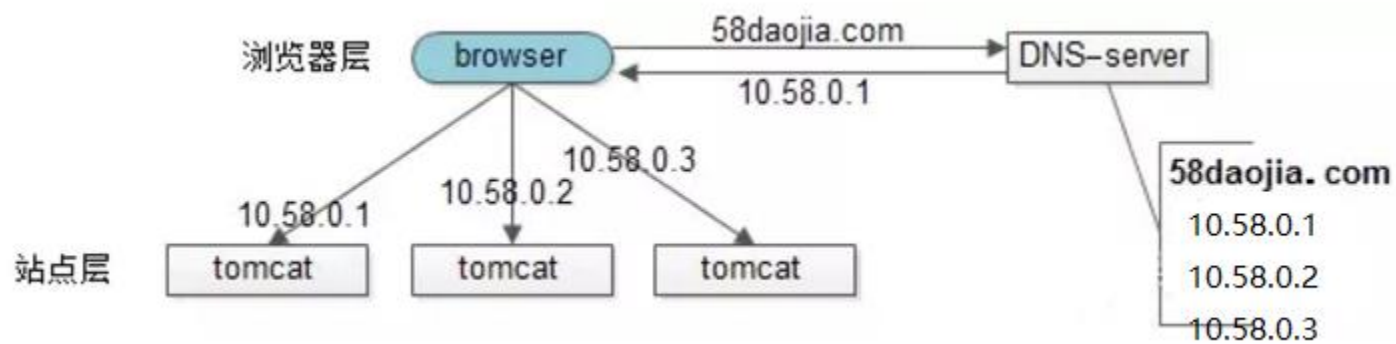 58daojia.com
浏览器层
browser
DNS-server
10.58.0.1
10.58.0.3
58daojia.com
10.58.0.2
10.58.0.1
10.58.0.1
站点层
tomcat
tomcat
tomcat
10.58.0.2
10.58.0.3